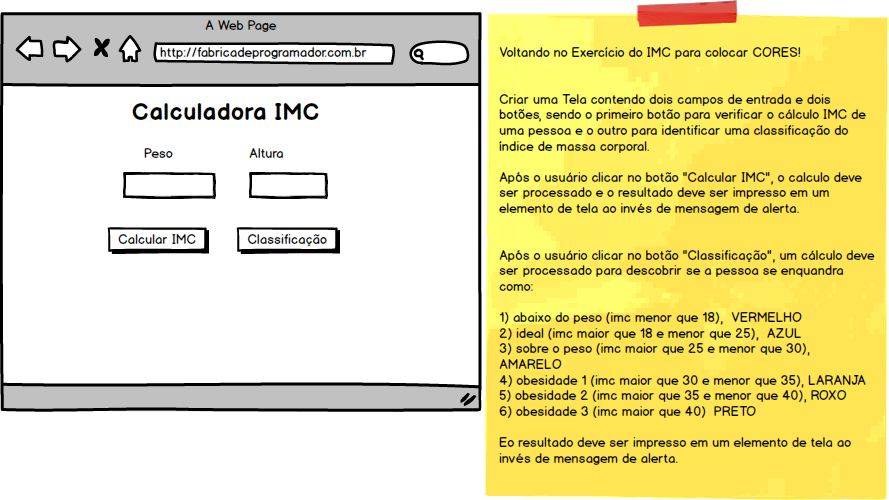 A Web Page
http://fabricadeprogramador.com.br
Calculadora IMC
Peso Altura
Calcular IMC Classificação
Voltando no Exercício do IMC para colocar CORES!
Criar uma Tela contendo dois campos de entrada e dois
botões, sendo o primeiro botão para verificar o cálculo IMC de
uma pessoa e o outro para identificar uma classificação do
índice de massa corporal.
Após o usuário clicar no botão "Calcular IMC", o calculo deve
ser processado e o resultado deve ser impresso em um
elemento de tela ao invés de mensagem de alerta.
Após o usuário clicar no botão "Classificação", um cálculo deve
ser processado para descobrir se a pessoa se enquandra
como:
1) abaixo do peso (imc menor que 18), VERMELHO
2) ideal (imc maior que 18 e menor que 25), AZUL
3) sobre o peso (imc maior que 25 e menor que 30),
AMARELO
4) obesidade 1 (imc maior que 30 e menor que 35), LARANJA
5) obesidade 2 (imc maior que 35 e menor que 40), ROXO
6) obesidade 3 (imc maior que 40) PRETO
Eo resultado deve ser impresso em um elemento de tela ao
invés de mensagem de alerta.